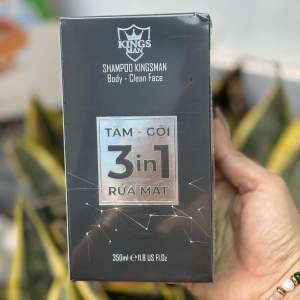 KINGS
MAN
SHAMPOO KINGSMAN
Body - Clean Face
TẮM - GỘI
3in1
RỬA MẶT
350ml e 11.8 US Fl.Oz